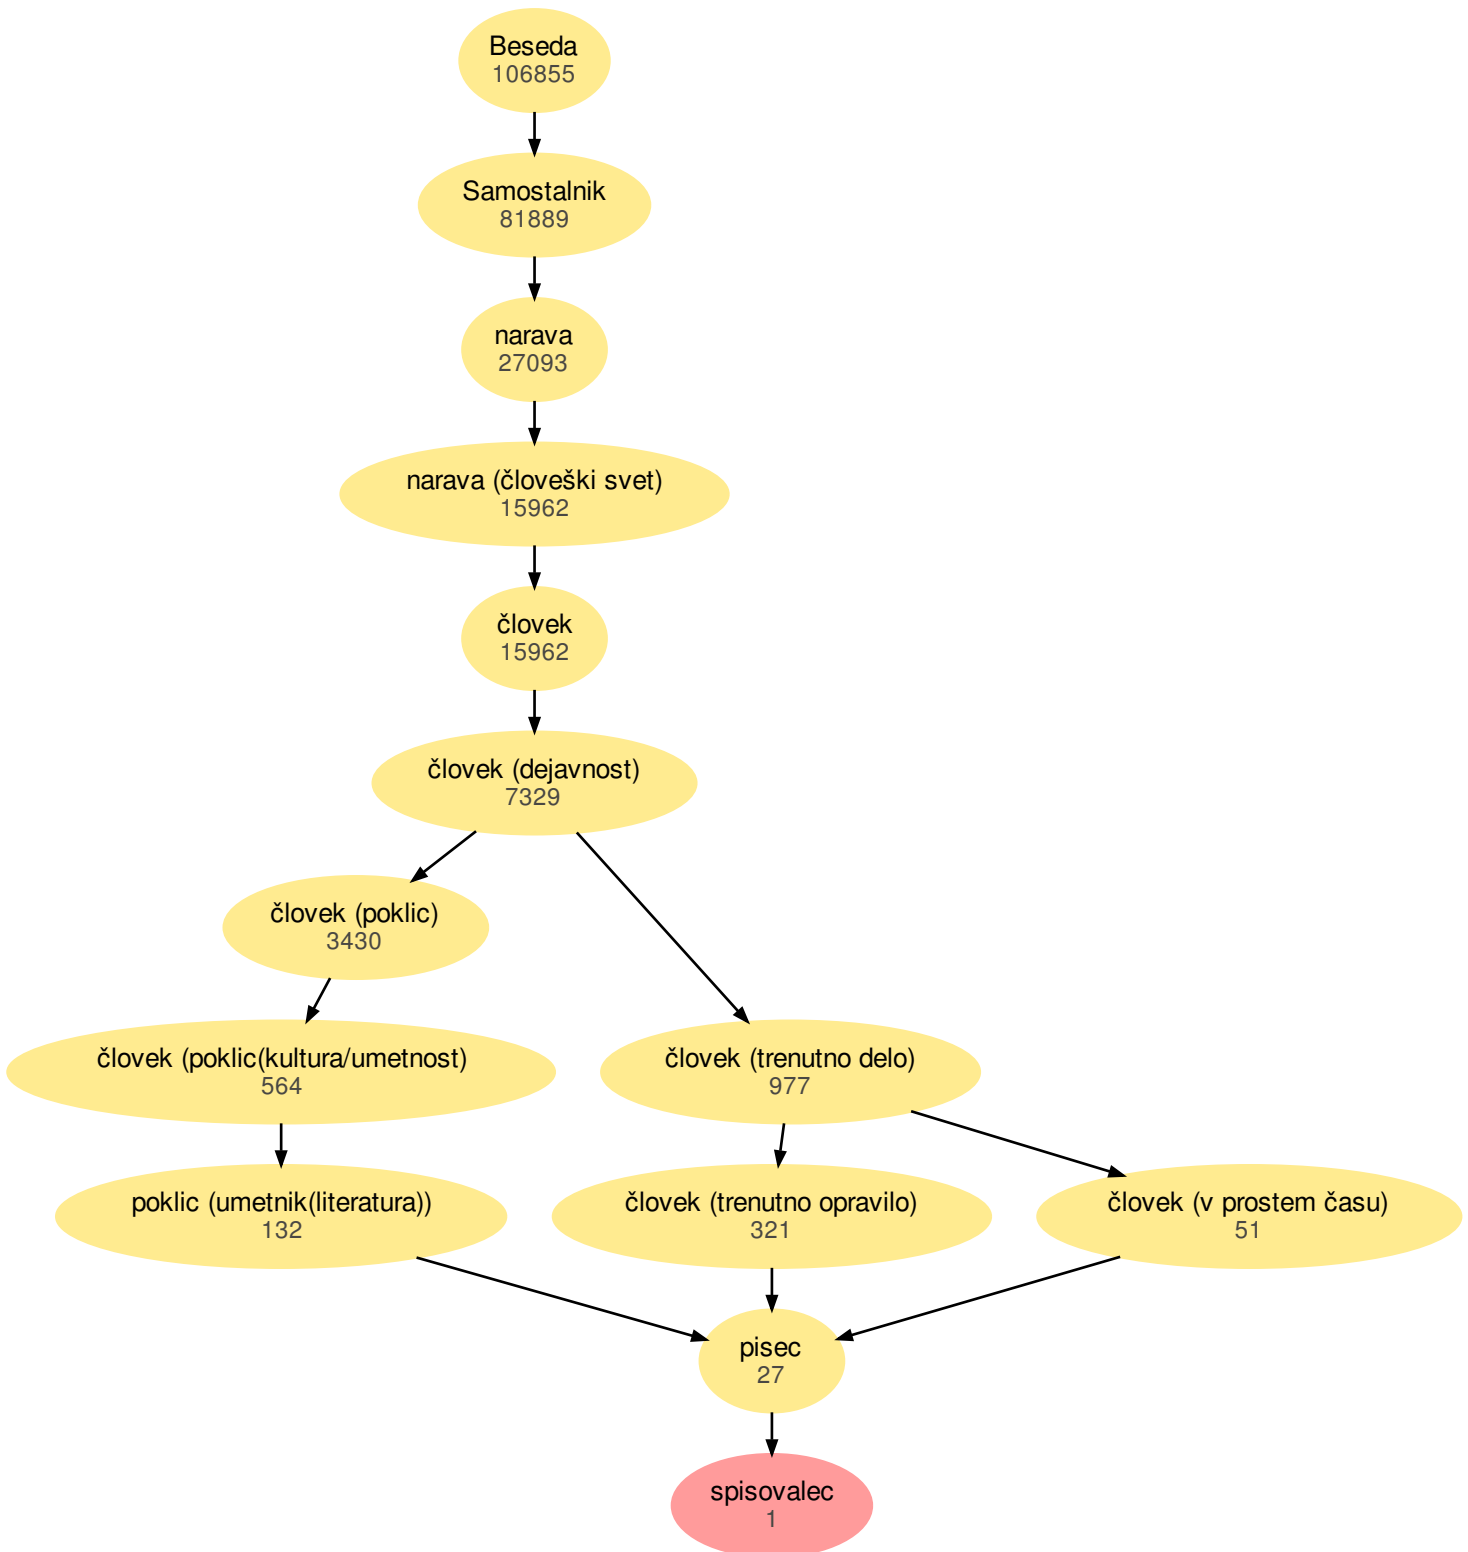 Beseda
106855
Samostalnik
81889
narava
27093
narava (človeški svet)
15962
človek
15962
človek (dejavnost)
7329
človek (poklic)
3430
človek (poklic(kultura/umetnost)
564
človek (trenutno delo)
977
poklic (umetnik(literatura))
132
človek (trenutno opravilo)
321
človek (v prostem času)
51
pisec
27
spisovalec
1